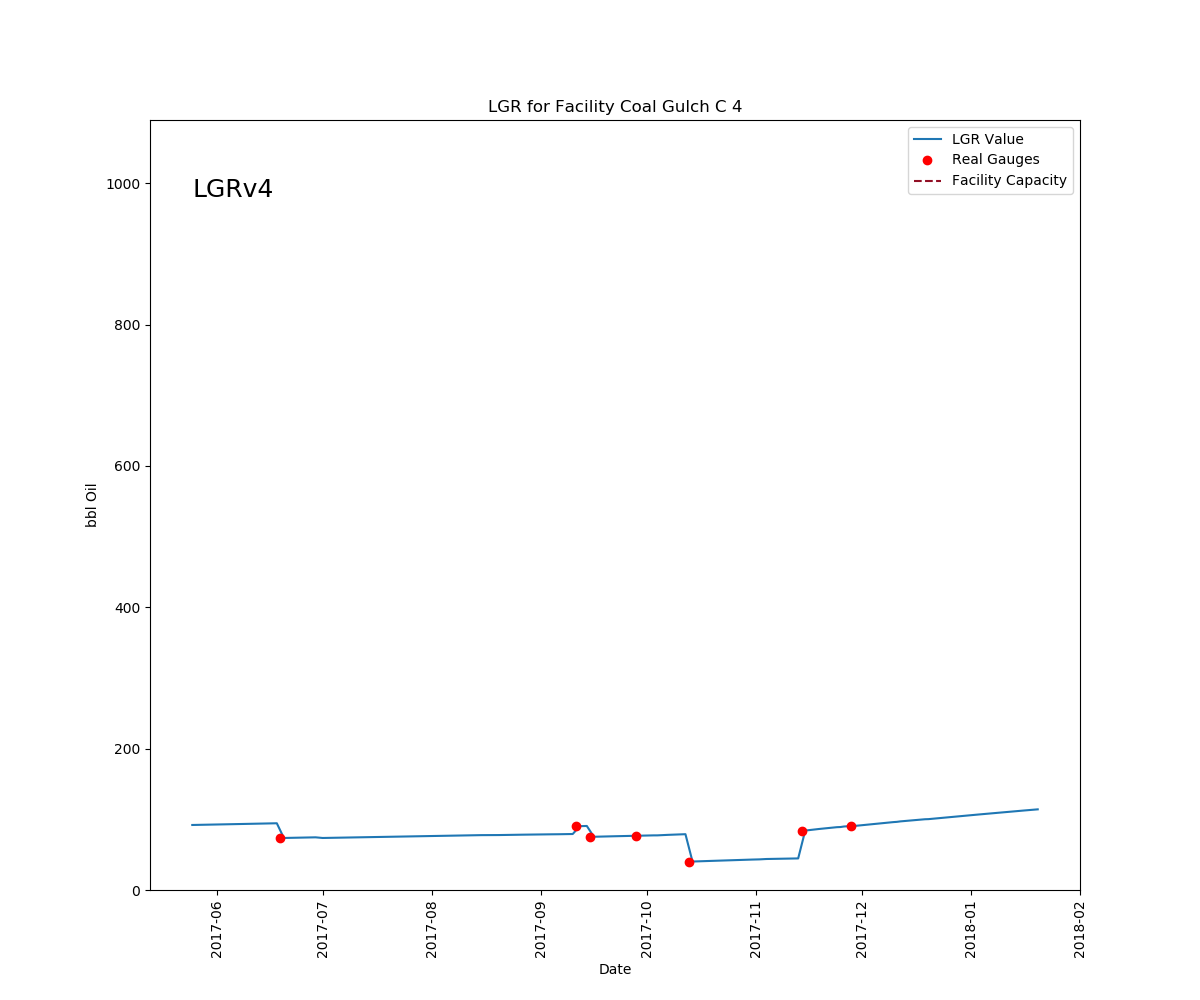 LGR for Facility Coal Gulch C 4
LGRv4
LGR Value
Real Gauges
Facility Capacity
bbl Oil
1000
800
600
400
200
0
2017-06
2017-07
2017-08
2017-09
2017-10
2017-11
2017-12
2018-01
2018-02
Date